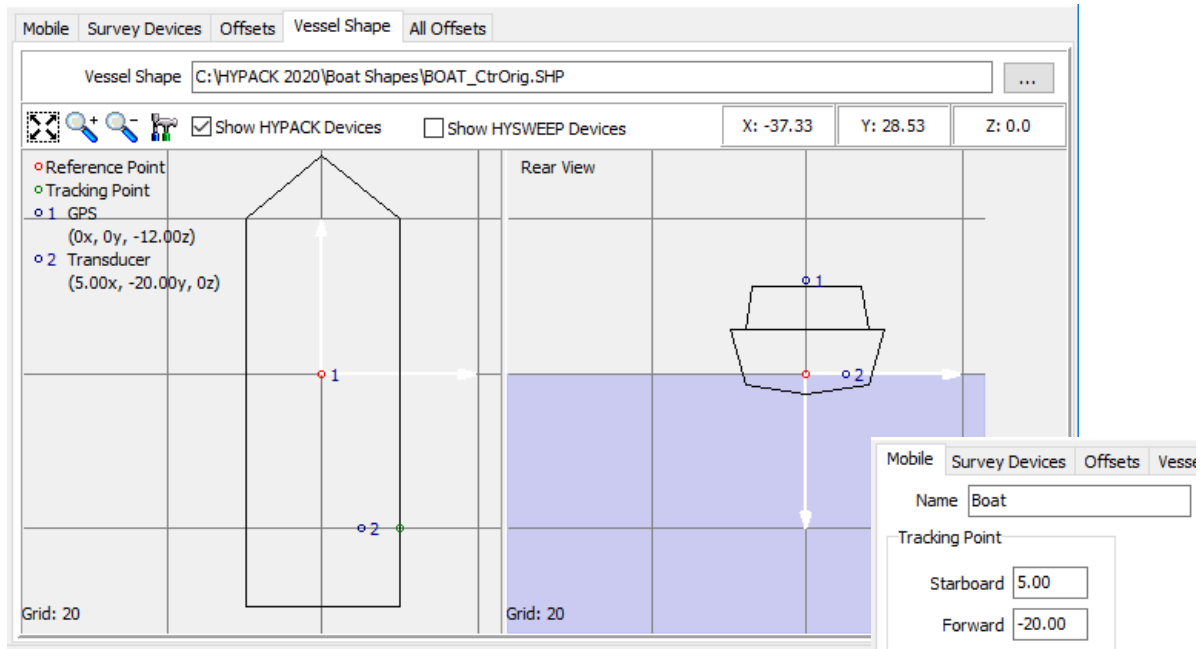 Mobile Survey Devices Offsets Vessel Shape All Offsets
Vessel Shape C:\HYPACK 2020\Boat Shapes\BOAT_CtrOrig.SHP ...
Show HYPACK Devices Show HYSWEEP Devices X: -37.33 Y: 28.53 Z: 0.0
Reference Point
Tracking Point
1 GPS
(0x, 0y, -12.00z)
2 Transducer
(5.00x, -20.00y, 0z)
1
2
Grid: 20
Rear View
1
2
Grid: 20
Mobile Survey Devices Offsets Vesse
Name Boat
Tracking Point
Starboard 5.00
Forward -20.00